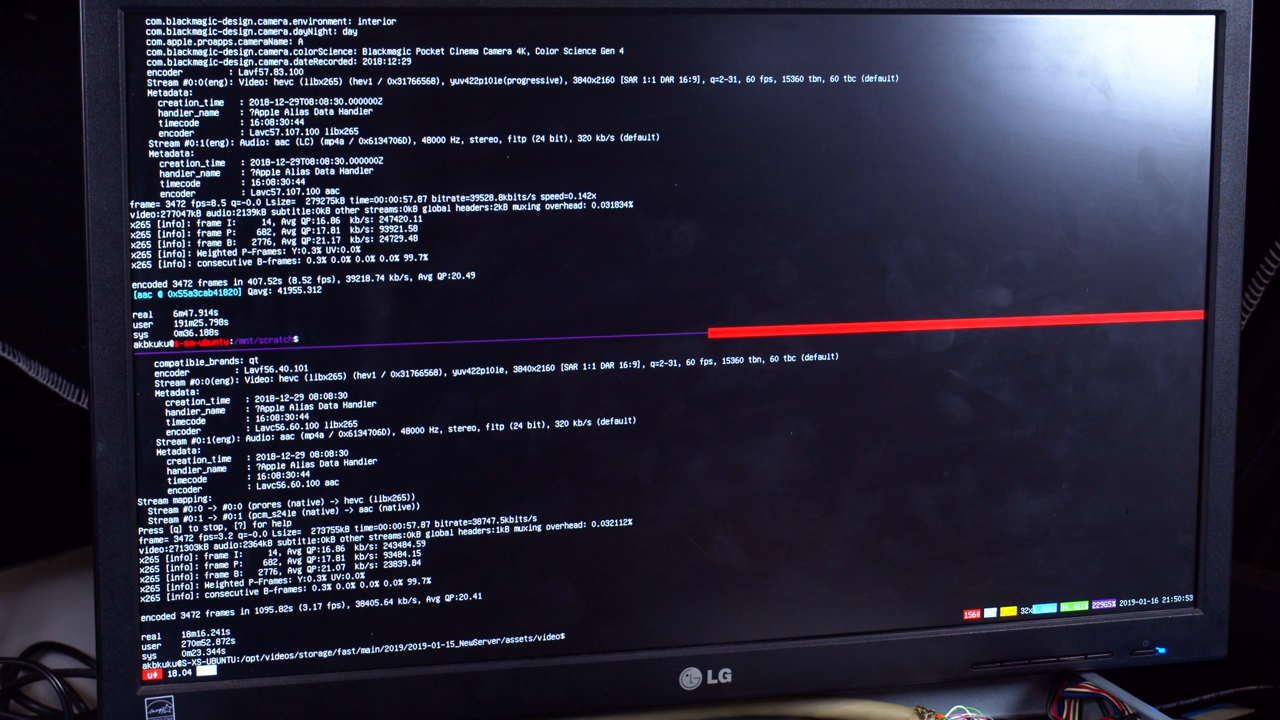 com.blackmagic-design.camera.environment: interior
com.blackmagic-design.camera.dayNight: day
com.apple.proapps.cameraName: A
com.blackmagic-design.camera.colorScience: Blackmagic Pocket Cinema Camera 4K, Color Science Gen 4
com.blackmagic-design.camera.dateRecorded: 2018:12:29
encoder : Lavf57.83.100
Stream #0:0(eng): Video: hevc (libx265) (hev1 / 0x31766568), yuv422p10le(progressive), 3840x2160 [SAR 1:1 DAR 16:9], q=2-31, 60 fps, 15360 tbn, 60 tbc (default)
Metadata:
creation_time : 2018-12-29T08:08:30.000000Z
handler_name : ?Apple Alias Data Handler
timecode : 16:08:30:44
encoder : Lavc57.107.100 libx265
Stream #0:1(eng): Audio: aac (LC) (mp4a / 0x6134706D), 48000 Hz, stereo, fltp (24 bit), 320 kb/s (default)
Metadata:
creation_time : 2018-12-29T08:08:30.000000Z
handler_name : ?Apple Alias Data Handler
timecode : 16:08:30:44
encoder : Lavc57.107.100 aac
frame= 3472 fps=8.5 q=-0.0 Lsize= 279275kB time=00:00:57.87 bitrate=39528.8kbits/s speed=0.142x
video:277047kB audio:2139kB subtitle:0kB other streams:0kB global headers:2kB muxing overhead: 0.031834%
x265 [info]: frame I: 14, Avg QP:16.86 kb/s: 247420.11
x265 [info]: frame P: 682, Avg QP:17.81 kb/s: 93921.58
x265 [info]: frame B: 2776, Avg QP:21.17 kb/s: 24729.48
x265 [info]: Weighted P-Frames: Y:0.3% UV:0.0%
x265 [info]: consecutive B-frames: 0.3% 0.0% 0.0% 0.0% 99.7%
encoded 3472 frames in 407.52s (8.52 fps), 39218.74 kb/s, Avg QP:20.49
[aac @ 0x55a3cab41820] Qavg: 41955.312
real 6m47.914s
user 191m25.798s
sys 0m36.188s
akbkuku@s-sm-ubuntu:/mnt/scratch$
compatible_brands: qt
encoder : Lavf56.40.101
Stream #0:0(eng): Video: hevc (libx265) (hev1 / 0x31766568), yuv422p10le, 3840x2160 [SAR 1:1 DAR 16:9], q=2-31, 60 fps, 15360 tbn, 60 tbc (default)
Metadata:
creation_time : 2018-12-29 08:08:30
handler_name : ?Apple Alias Data Handler
timecode : 16:08:30:44
encoder : Lavc56.60.100 libx265
Stream #0:1(eng): Audio: aac (mp4a / 0x6134706D), 48000 Hz, stereo, fltp (24 bit), 320 kb/s (default)
Metadata:
creation_time : 2018-12-29 08:08:30
handler_name : ?Apple Alias Data Handler
timecode : 16:08:30:44
encoder : Lavc56.60.100 aac
Stream mapping:
Stream #0:0 -> #0:0 (prores (native) -> hevc (libx265))
Stream #0:1 -> #0:1 (pcm_s24le (native) -> aac (native))
Press [q] to stop, [?] for help
frame= 3472 fps=3.2 q=-0.0 Lsize= 273755kB time=00:00:57.87 bitrate=38747.5kbits/s
video:271303kB audio:2364kB subtitle:0kB other streams:0kB global headers:1kB muxing overhead: 0.032112%
x265 [info]: frame I: 14, Avg QP:16.86 kb/s: 243484.59
x265 [info]: frame P: 682, Avg QP:17.81 kb/s: 93484.15
x265 [info]: frame B: 2776, Avg QP:21.07 kb/s: 23839.84
x265 [info]: Weighted P-Frames: Y:0.3% UV:0.0%
x265 [info]: consecutive B-frames: 0.3% 0.0% 0.0% 0.0% 99.7%
encoded 3472 frames in 1095.82s (3.17 fps), 38405.64 kb/s, Avg QP:20.41
real 18m16.241s
user 270m52.872s
sys 0m23.344s
akbkuku@S-XS-UBUNTU:/opt/videos/storage/fast/main/2019/2019-01-15_NewServer/assets/video$
18.04
156# 32x 229G5% 2019-01-16 21:50:53
LG